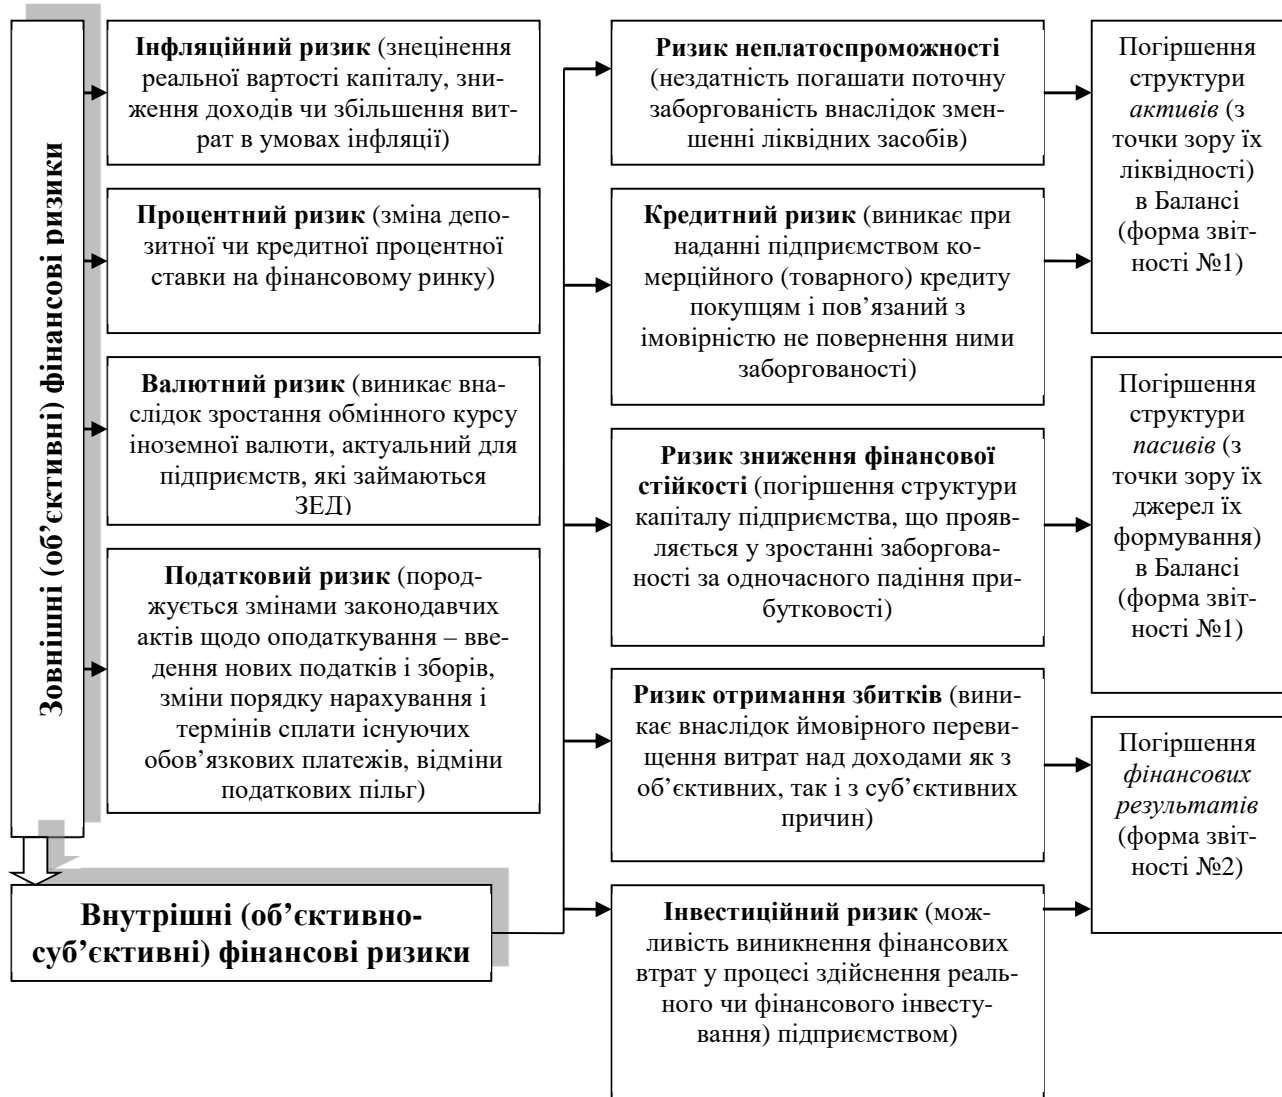 Зовнішні (об’єктивні) фінансові ризики
Інфляційний ризик (знецінення
реальної вартості капіталу, зни-
ження доходів чи збільшення вит-
рат в умовах інфляції)
Процентний ризик (зміна депо-
зитної чи кредитної процентної
ставки на фінансовому ринку)
Валютний ризик (виникає вна-
слідок зростання обмінного курсу
іноземної валюти, актуальний для
підприємств, які займаються
ЗЕД)
Податковий ризик (пород-
жується змінами законодавчих
актів щодо оподаткування – вве-
дення нових податків і зборів,
зміни порядку нарахування і
термінів сплати існуючих
обов’язкових платежів, відміни
податкових пільг)
Внутрішні (об’єктивно-
суб’єктивні) фінансові ризики
Ризик неплатоспроможності
(нездатність погашати поточну
заборгованість внаслідок змен-
шенні ліквідних засобів)
Кредитний ризик (виникає при
наданні підприємством ко-
мерційного (товарного) кредиту
покупцям і пов’язаний з
імовірністю не повернення ними
заборгованості)
Ризик зниження фінансової
стійкості (погіршення структури
капіталу підприємства, що прояв-
ляється у зростанні заборгова-
ності за одночасного падіння при-
бутковості)
Ризик отримання збитків (вини-
кає внаслідок ймовірного переви-
щення витрат над доходами як з
об’єктивних, так і з суб’єктивних
причин)
Інвестиційний ризик (мож-
ливість виникнення фінансових
втрат у процесі здійснення реаль-
ного чи фінансового інвесту-
вання) підприємством)
Погіршення
структури
активів (з
точки зору їх
ліквідності)
в Балансі
(форма звіт-
ності №1)
Погіршення
структури
пасивів (з
точки зору їх
джерел їх
формування)
в Балансі
(форма звіт-
ності №1)
Погіршення
фінансових
результатів
(форма звіт-
ності №2)